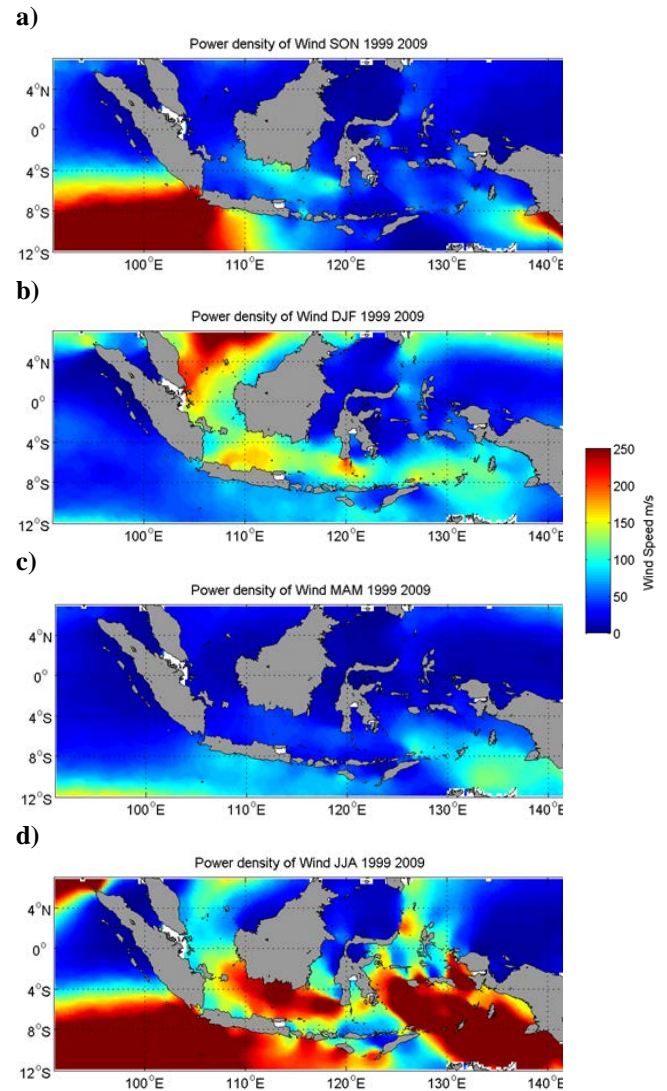 a)
Power density of Wind SON 1999 2009
4°N
0°
4°S
8°S
12°S
100°E 110°E 120°E 130°E 140°E
b)
Power density of Wind DJF 1999 2009
4°N
0°
4°S
8°S
12°S
100°E 110°E 120°E 130°E 140°E
250
200
150
100
50
0
Wind Speed m/s
c)
Power density of Wind MAM 1999 2009
4°N
0°
4°S
8°S
12°S
100°E 110°E 120°E 130°E 140°E
d)
Power density of Wind JJA 1999 2009
4°N
0°
4°S
8°S
12°S
100°E 110°E 120°E 130°E 140°E